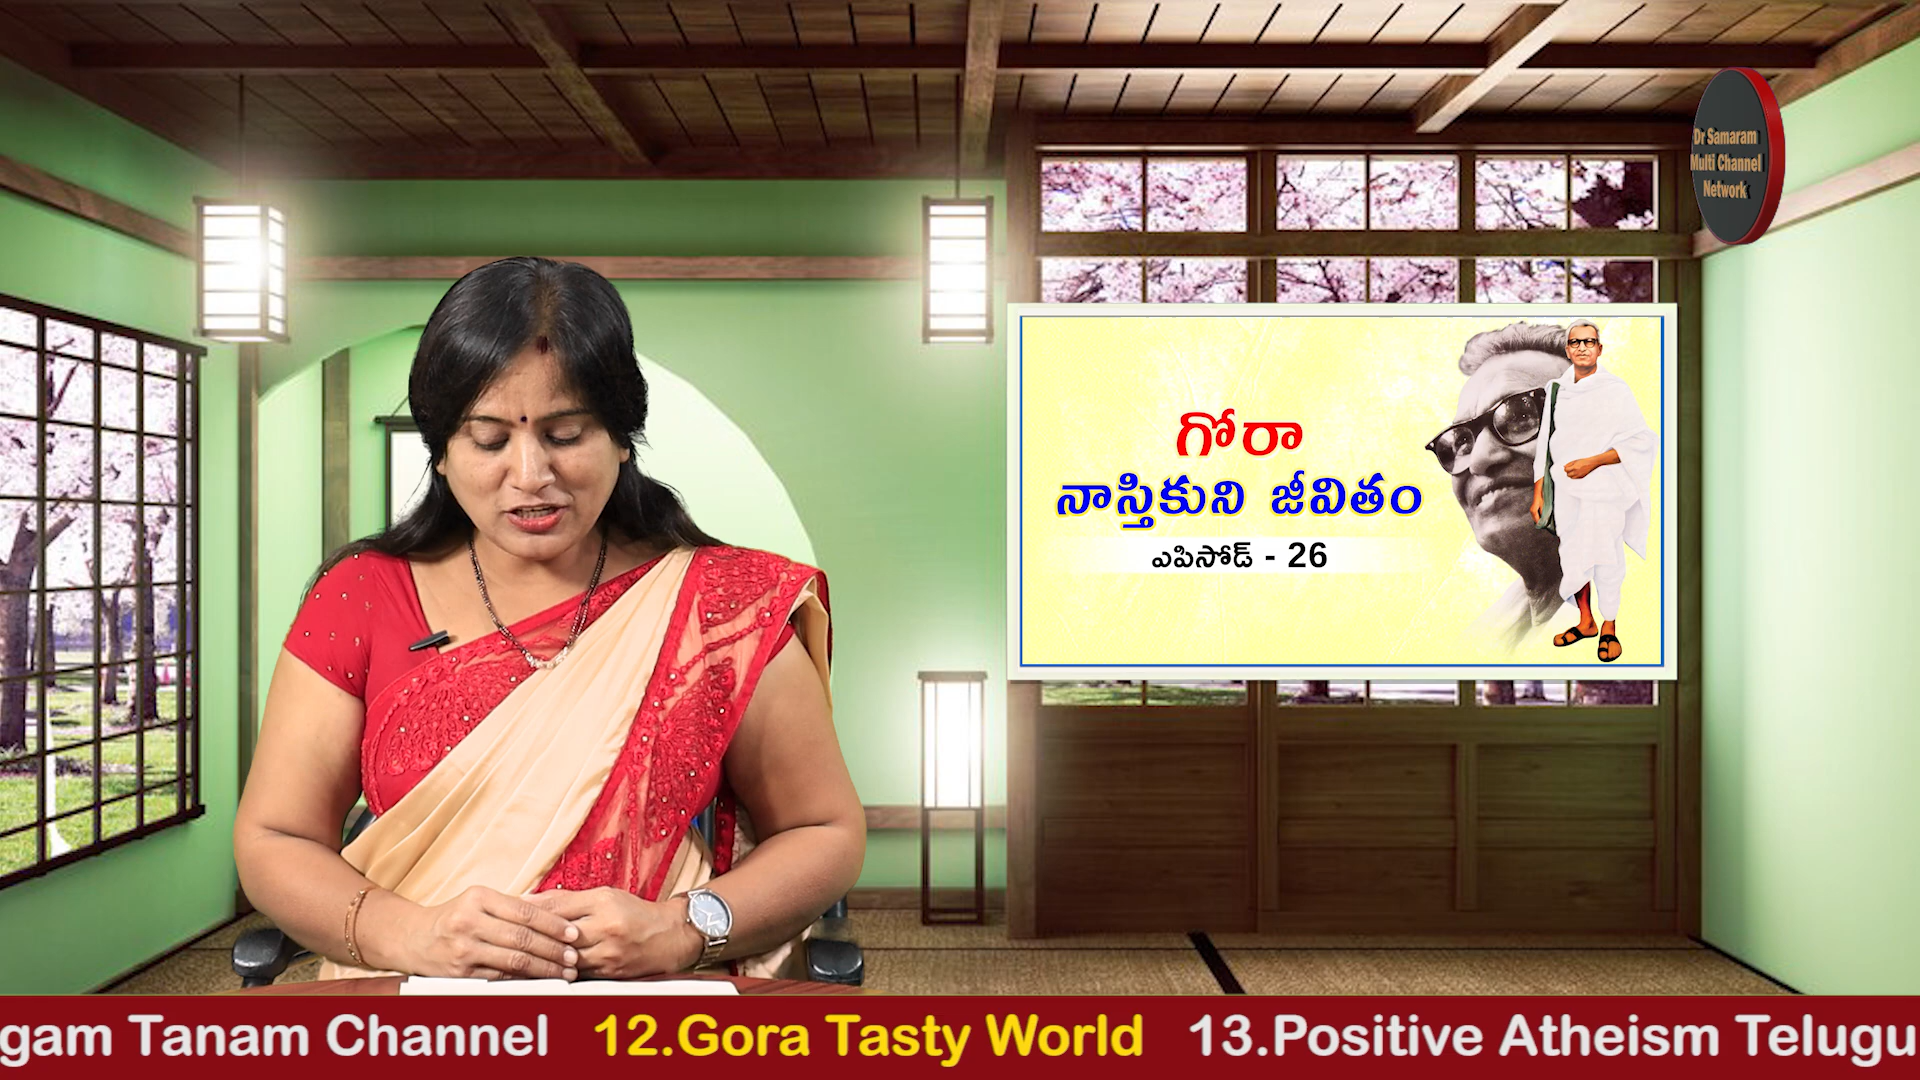 Dr Samaram
Multi Channel
Network
గోరా
నాస్తికుని జీవితం
ఎపిసోడ్ - 26
gam Tanam Channel 12.Gora Tasty World 13.Positive Atheism Telugu